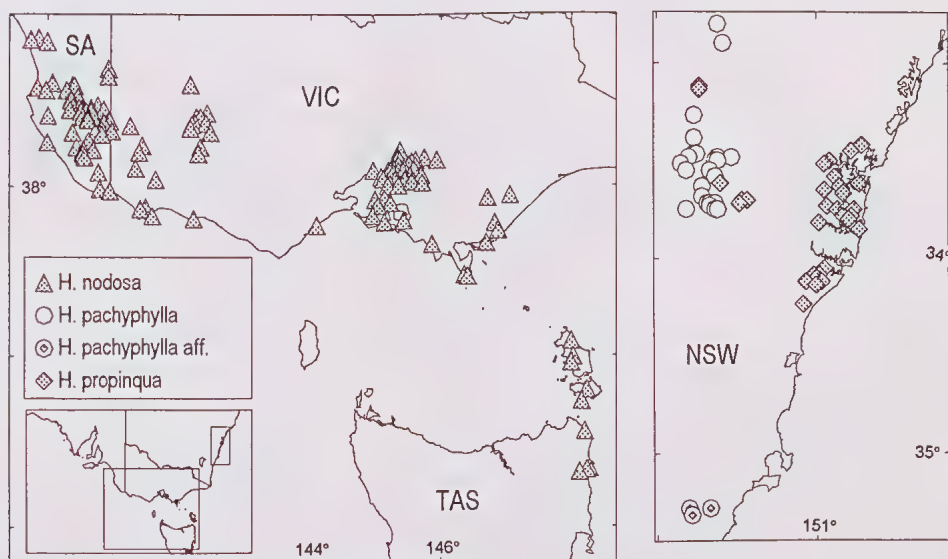 SA
VIC
38°
H. nodosa
H. pachyphylla
H. pachyphylla aff.
H. propinqua
TAS
144°
146°
34°
NSW
35°
151°